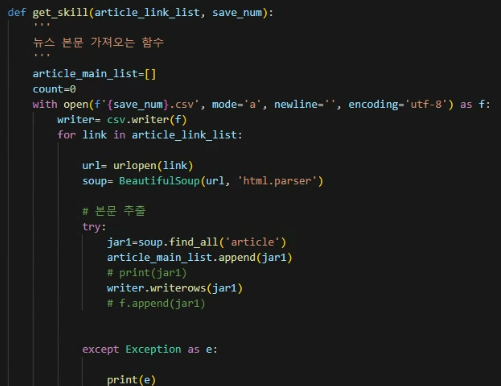 def get_skill(article_link_list, save_num):
'''
뉴스 본문 가져오는 함수
'''
article_main_list=[]
count=0
with open(f'{save_num}.csv', mode='a', newline='', encoding='utf-8') as f:
writer= csv.writer(f)
for link in article_link_list:
url= urlopen(link)
soup= BeautifulSoup(url, 'html.parser')
# 본문 추출
try:
jar1=soup.find_all('article')
article_main_list.append(jar1)
# print(jar1)
writer.writerows(jar1)
# f.append(jar1)
except Exception as e:
print(e)